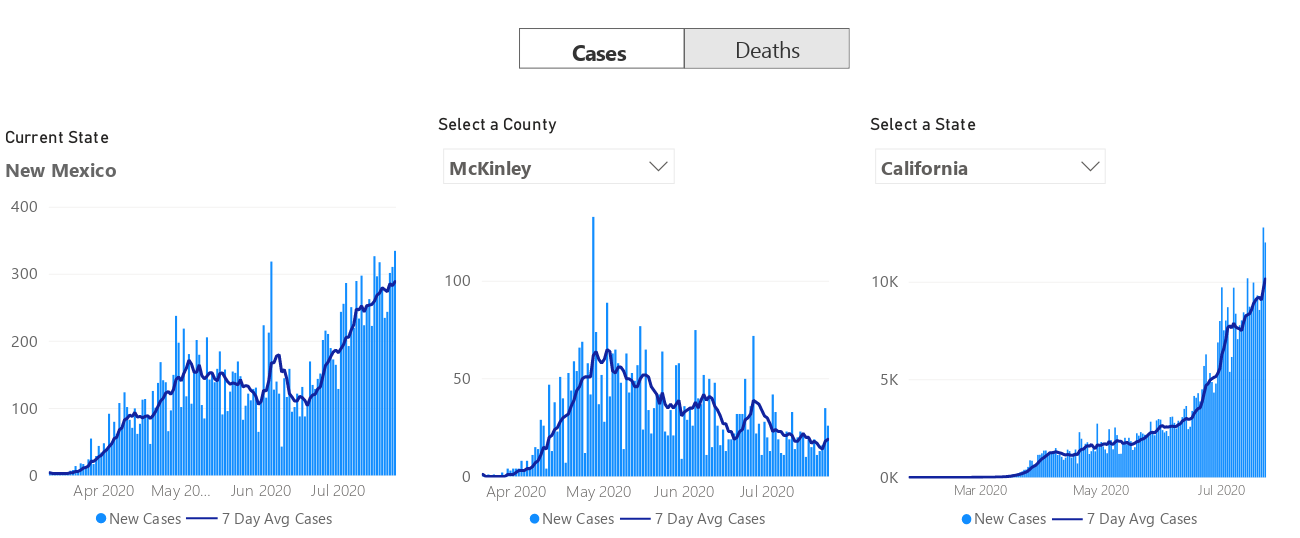 Cases Deaths
Current State
New Mexico
400
300
200
100
0
Apr 2020 May 20... Jun 2020 Jul 2020
New Cases 7 Day Avg Cases
Select a County
McKinley
100
50
0
Apr 2020 May 2020 Jun 2020 Jul 2020
New Cases 7 Day Avg Cases
Select a State
California
10K
5K
0K
Mar 2020 May 2020 Jul 2020
New Cases 7 Day Avg Cases